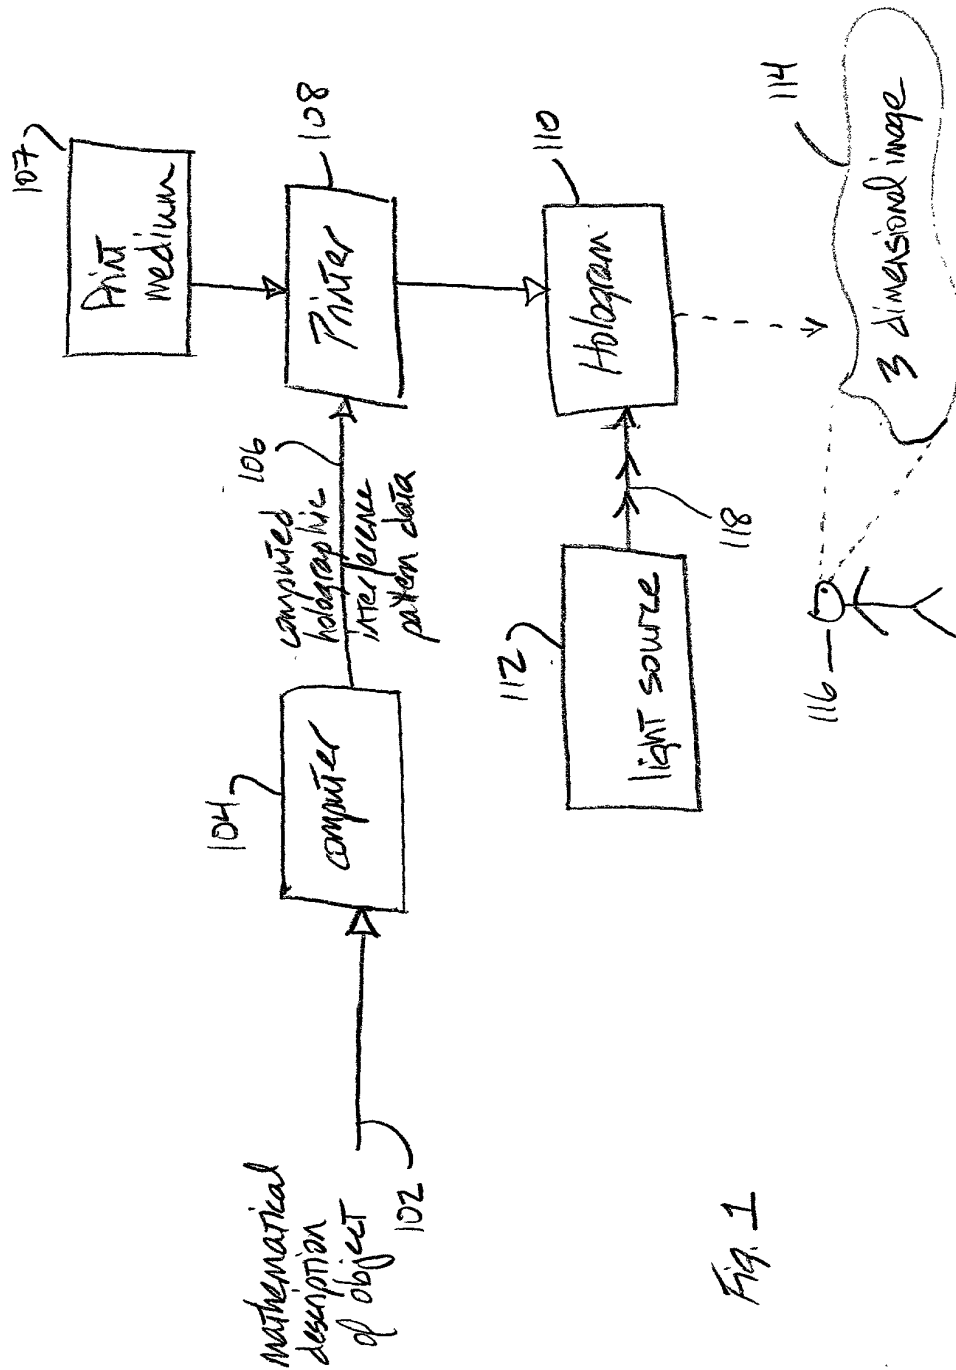 mathematical
description
of object
102
104
computer
computed
holographic
interference
pattern data
106
107
Print
medium
108
Printer
110
Hologram
112
light source
118
114
3 dimensional image
116
Fig. 1